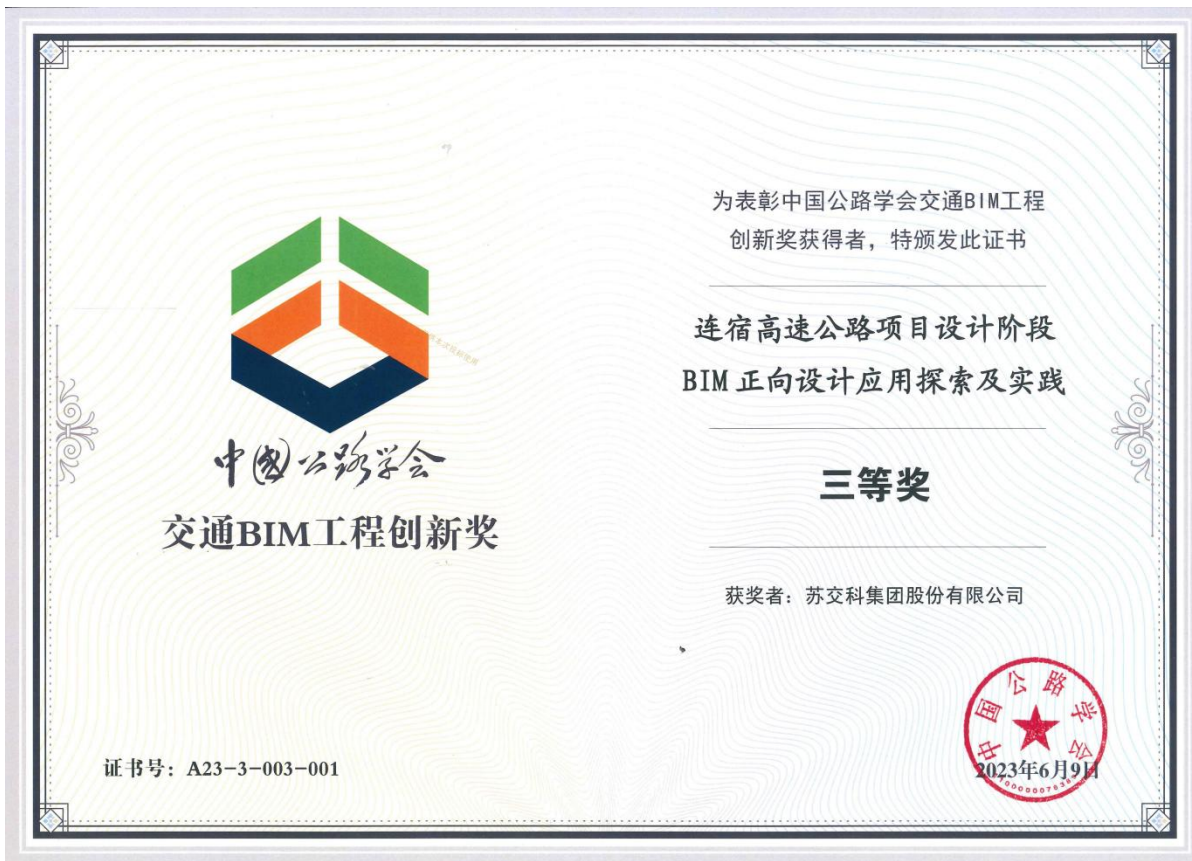 中国公路学会
交通BIM工程创新奖
证书号：A23-3-003-001
为表彰中国公路学会交通BIM工程
创新奖获得者，特颁发此证书
连宿高速公路项目设计阶段
BIM正向设计应用探索及实践
三等奖
获奖者：苏交科集团股份有限公司
中国公路学会
2023年6月9日